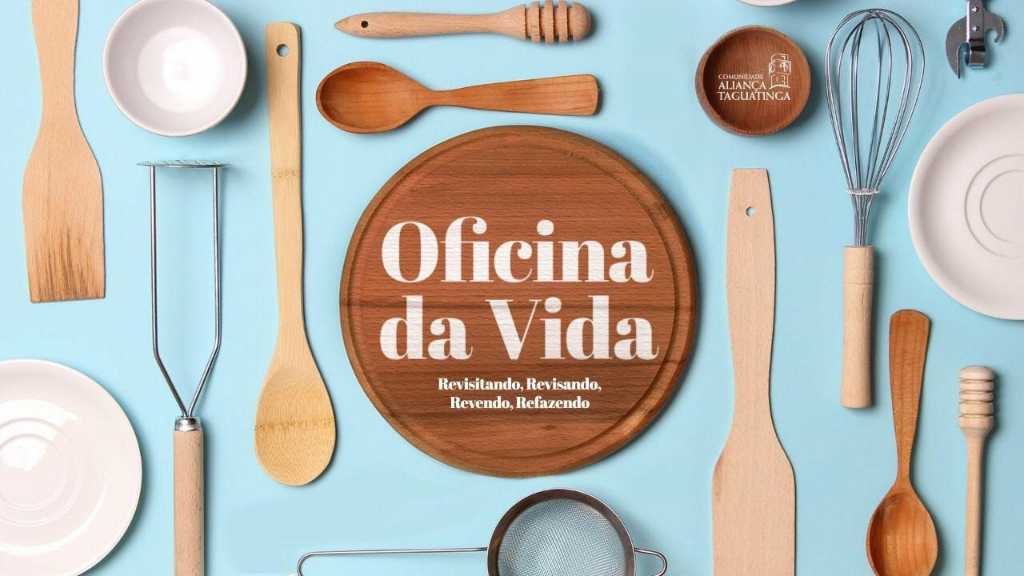 COMUNIDADE
ALIANÇA
TAGUATINGA
Oficina
da Vida
Revisitando, Revisando,
Revendo, Refazendo